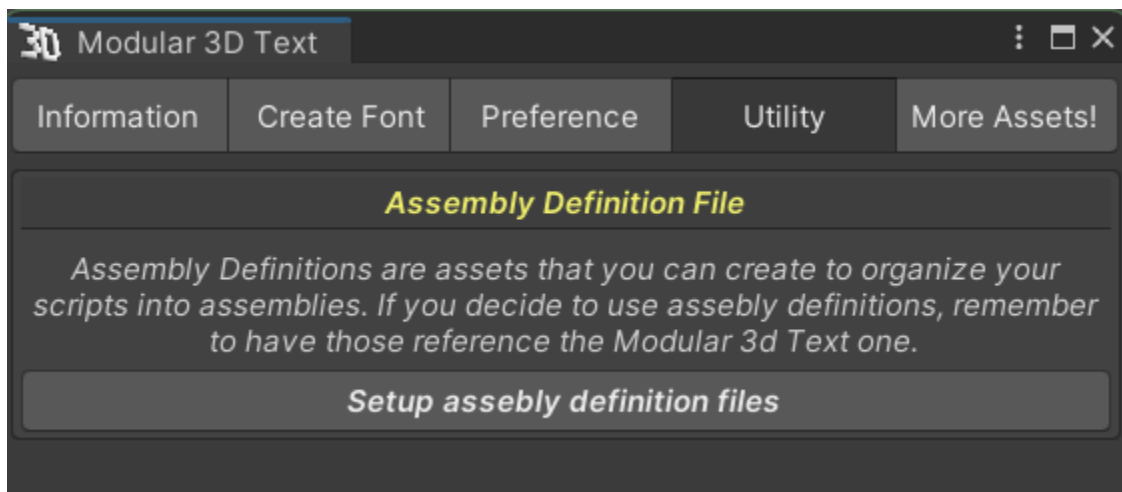 3D Modular 3D Text
Information Create Font Preference Utility More Assets!
Assembly Definition File
Assembly Definitions are assets that you can create to organize your
scripts into assemblies. If you decide to use assebly definitions, remember
to have those reference the Modular 3d Text one.
Setup assebly definition files